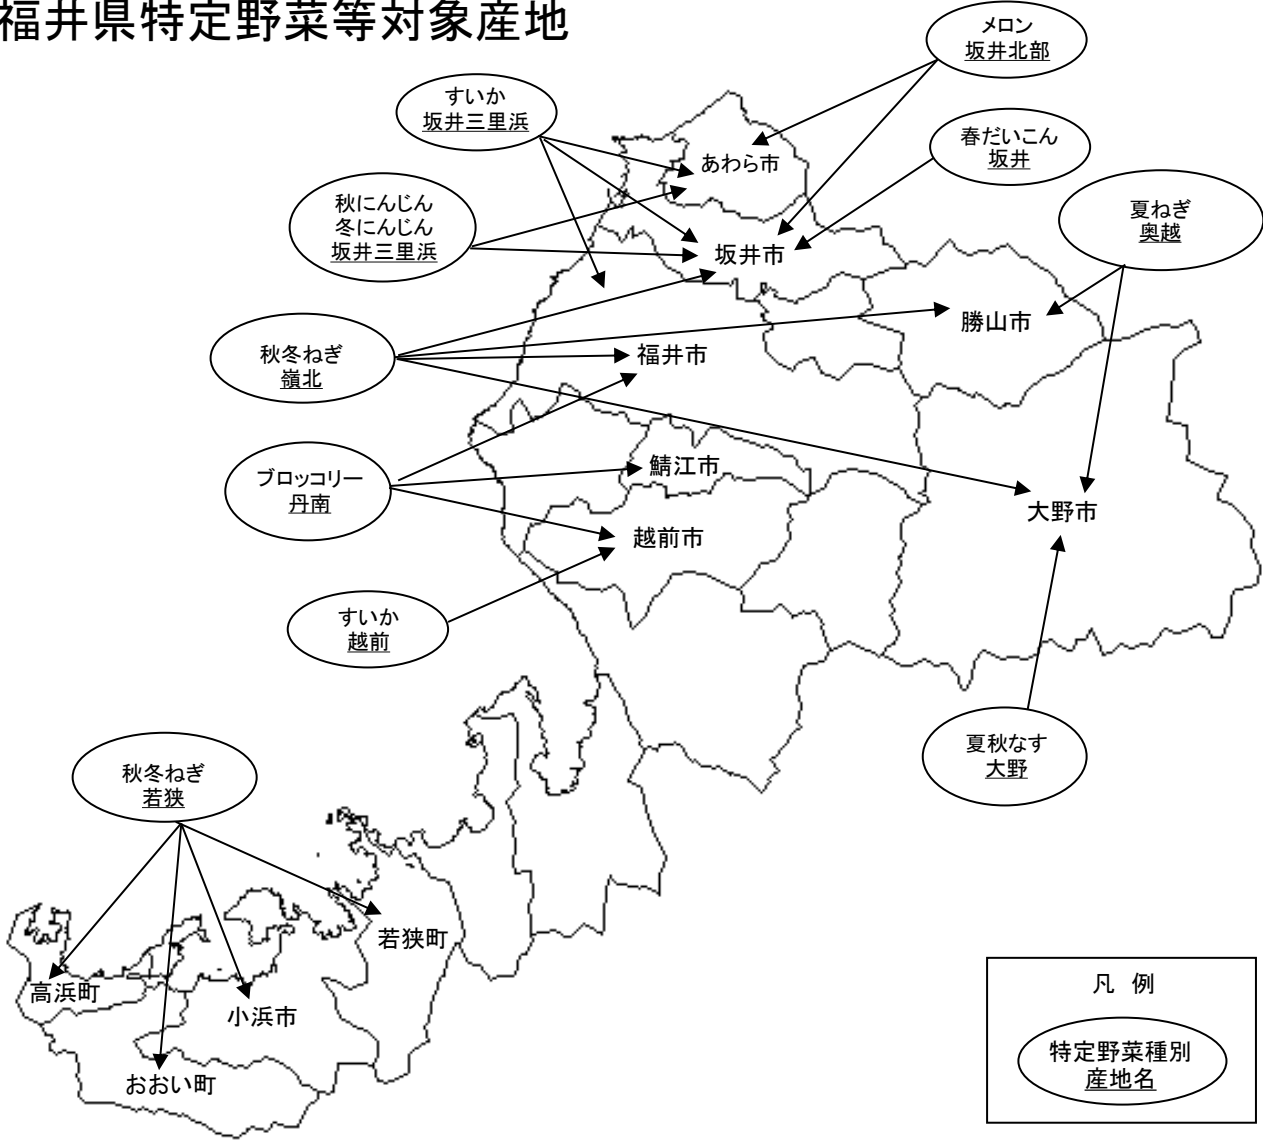 福井県特定野菜等対象産地
メロン
坂井北部
すいか
坂井三里浜
春だいこん
坂井
あわら市
夏ねぎ
奥越
秋にんじん
冬にんじん
坂井三里浜
坂井市
勝山市
秋冬ねぎ
嶺北
福井市
ブロッコリー
丹南
鯖江市
大野市
越前市
すいか
越前
夏秋なす
大野
秋冬ねぎ
若狭
若狭町
高浜町
小浜市
おおい町
凡 例
特定野菜種別
産地名